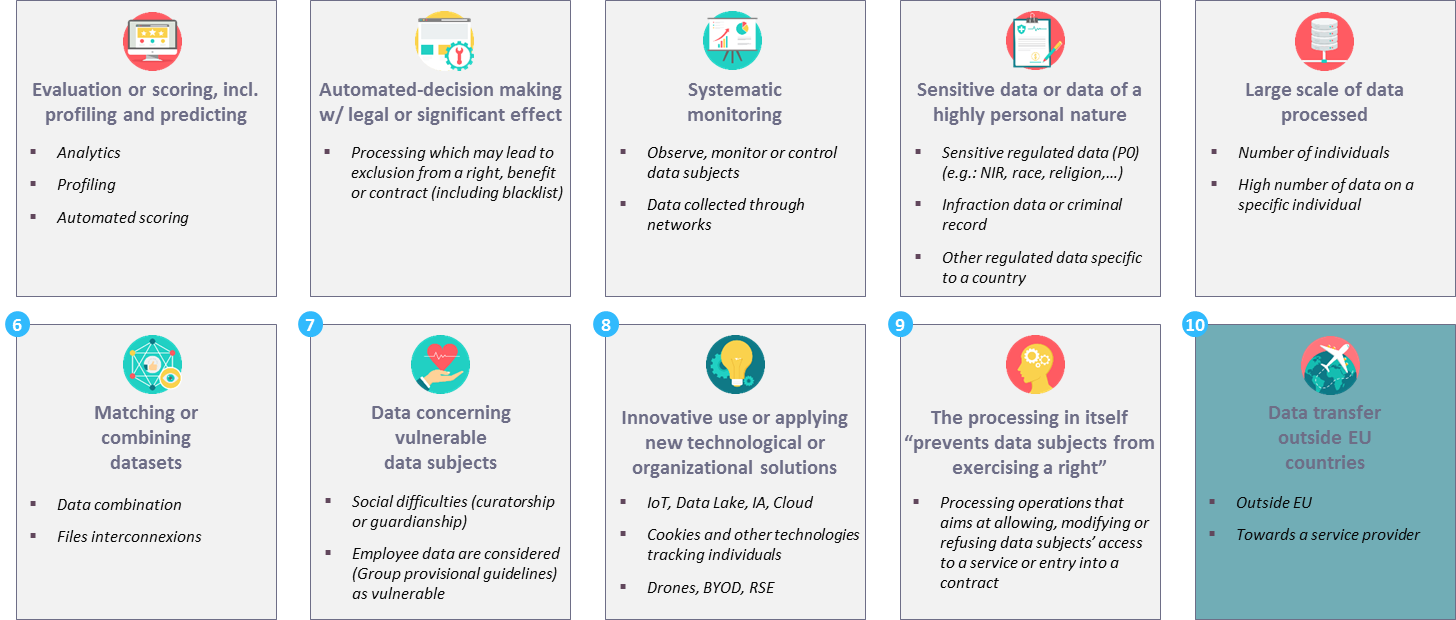 Evaluation or scoring, incl.
profiling and predicting
▪ Analytics
▪ Profiling
▪ Automated scoring
Automated-decision making
w/ legal or significant effect
▪ Processing which may lead to
exclusion from a right, benefit
or contract (including blacklist)
Systematic
monitoring
▪ Observe, monitor or control
data subjects
▪ Data collected through
networks
Sensitive data or data of a
highly personal nature
▪ Sensitive regulated data (P0)
(e.g.: NIR, race, religion,…)
▪ Infraction data or criminal
record
▪ Other regulated data specific
to a country
Large scale of data
processed
▪ Number of individuals
▪ High number of data on a
specific individual
6
Matching or
combining
datasets
▪ Data combination
▪ Files interconnexions
7
Data concerning
vulnerable
data subjects
▪ Social difficulties (curatorship
or guardianship)
▪ Employee data are considered
(Group provisional guidelines)
as vulnerable
8
Innovative use or applying
new technological or
organizational solutions
▪ IoT, Data Lake, IA, Cloud
▪ Cookies and other technologies
tracking individuals
▪ Drones, BYOD, RSE
9
The processing in itself
“prevents data subjects from
exercising a right”
▪ Processing operations that
aims at allowing, modifying or
refusing data subjects’ access
to a service or entry into a
contract
10
Data transfer
outside EU
countries
▪ Outside EU
▪ Towards a service provider